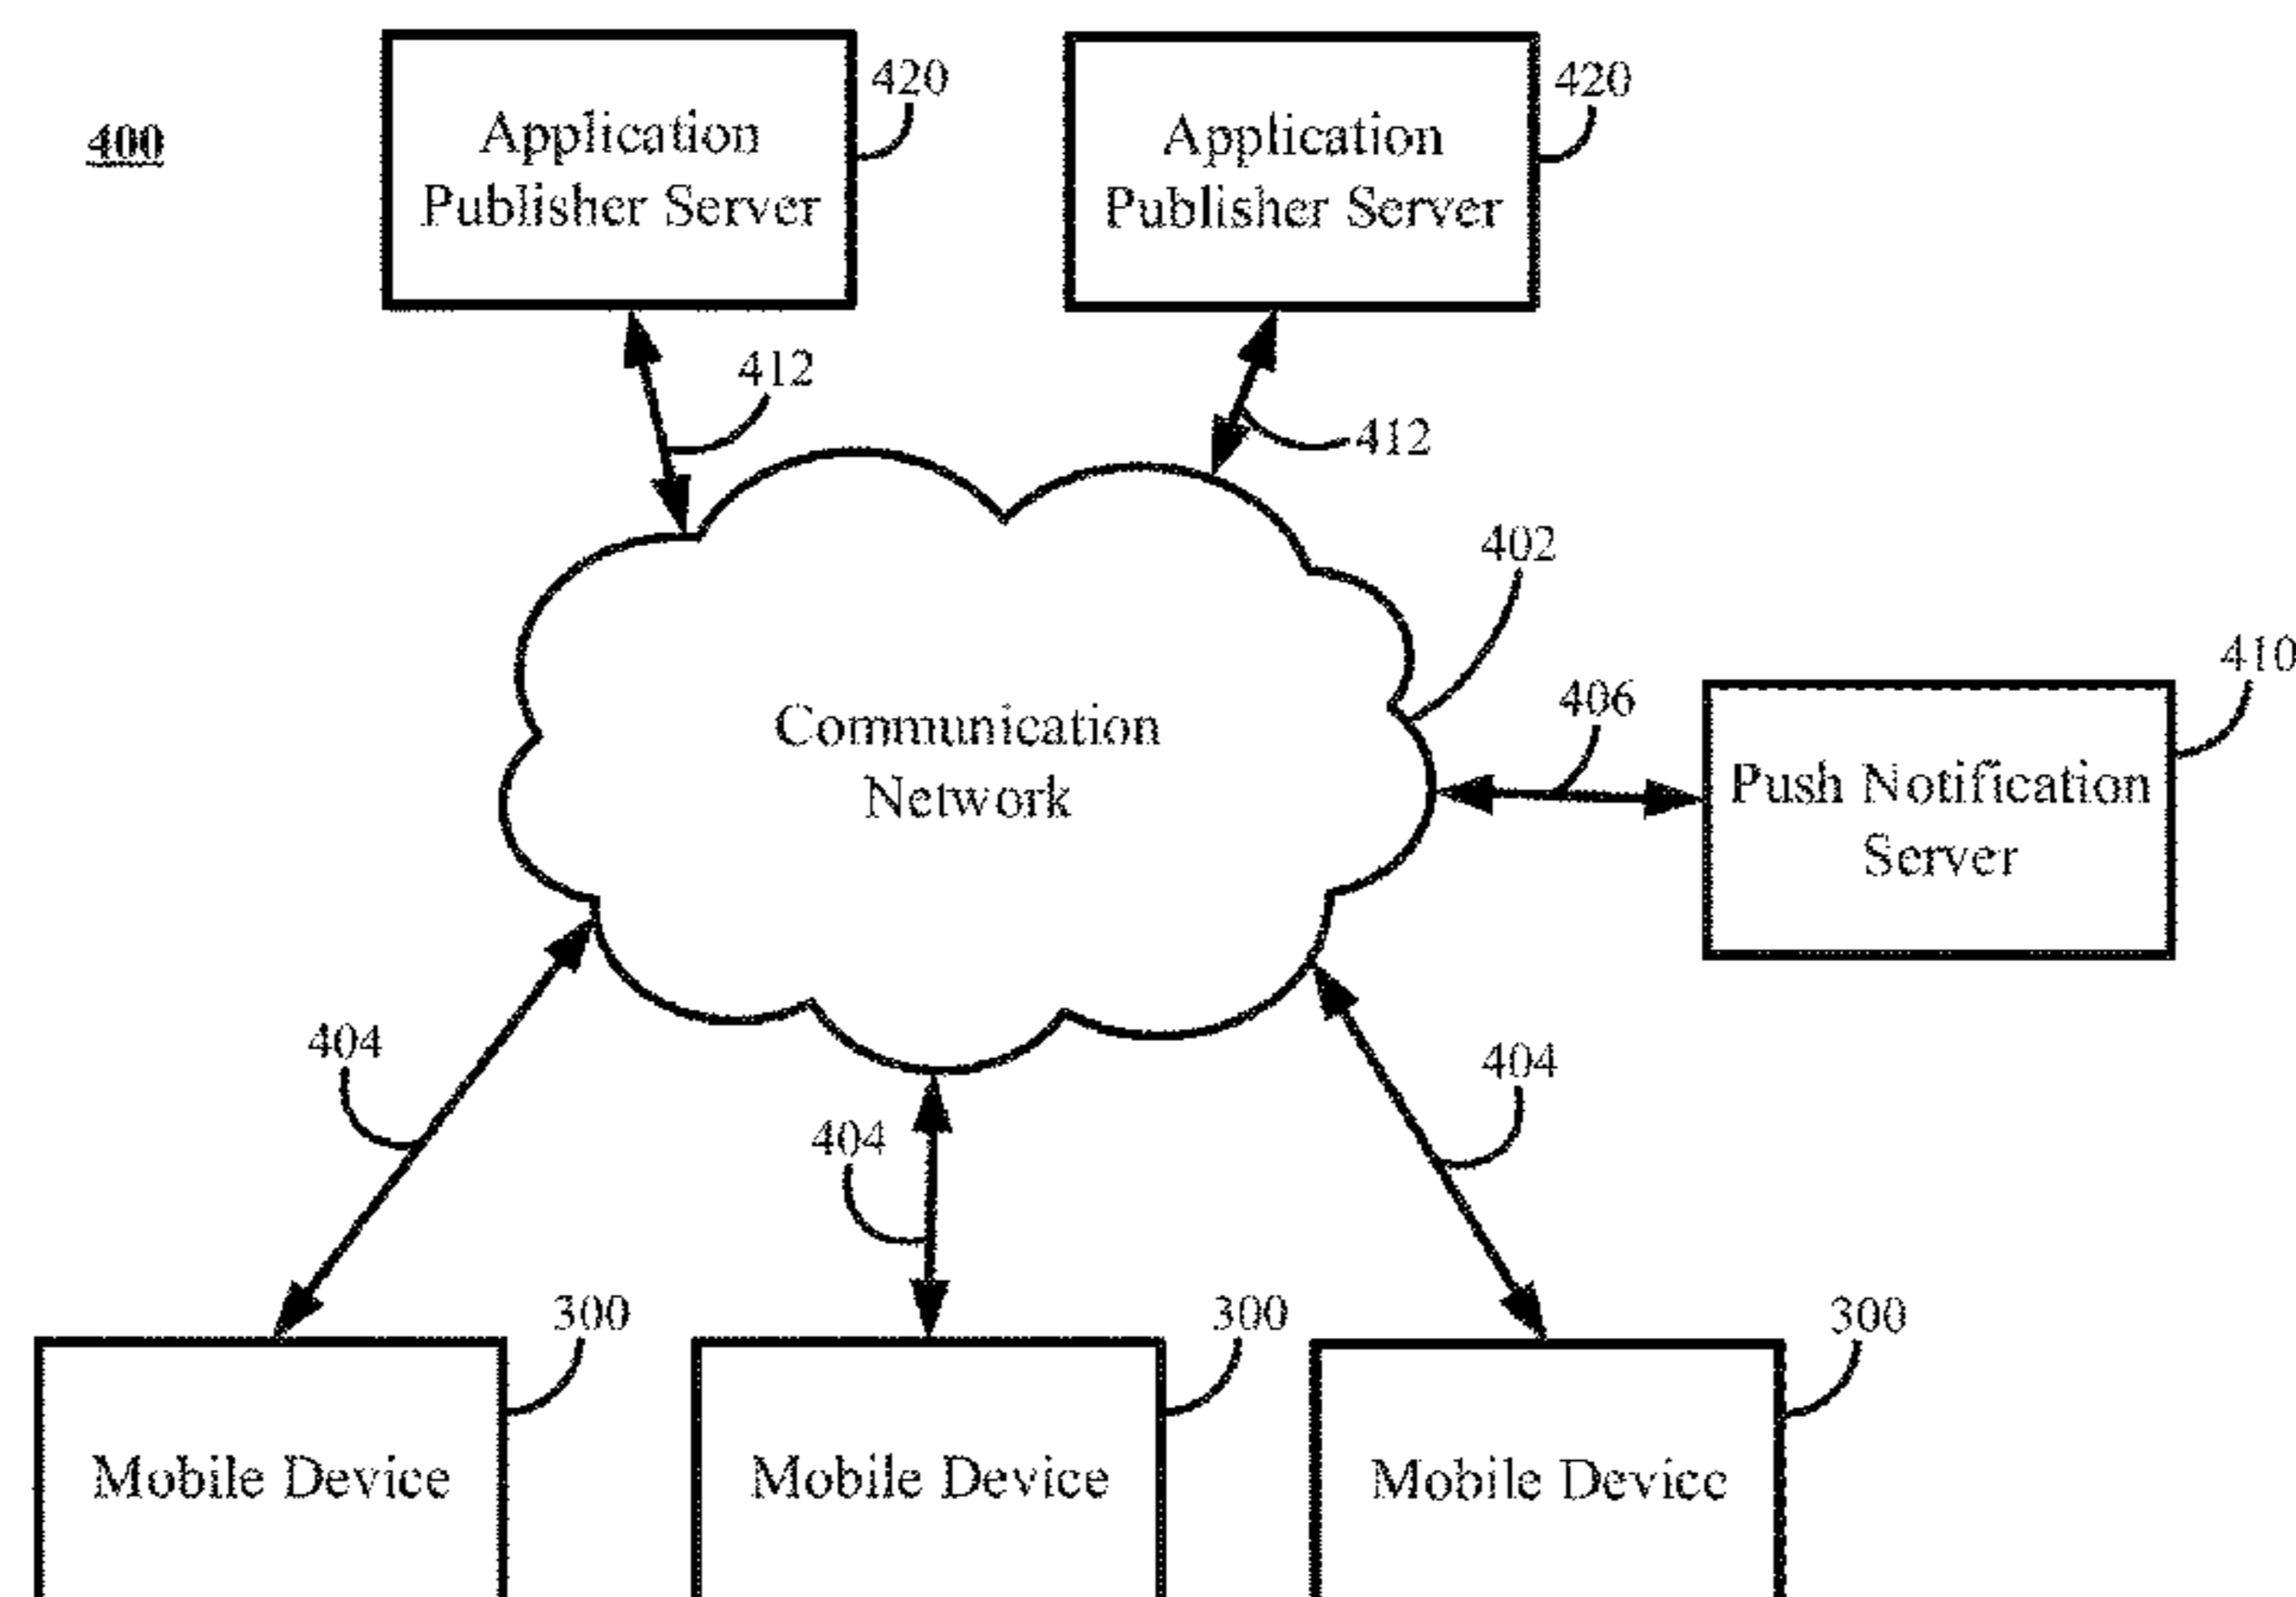 400
Application
Publisher Server
420
Application
Publisher Server
420
412
412
402
Communication
Network
406
410
Push Notification
Server
404
404
404
300
300
300
Mobile Device
Mobile Device
Mobile Device